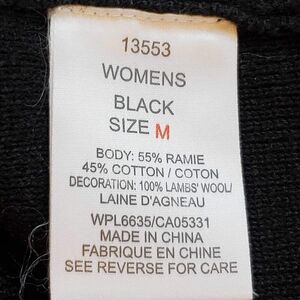 13553
WOMENS
BLACK
SIZE M
BODY: 55% RAMIE
45% COTTON / COTON
DECORATION: 100% LAMBS' WOOL/
LAINE D'AGNEAU
WPL6635/CA05331
MADE IN CHINA
FABRIQUE EN CHINE
SEE REVERSE FOR CARE